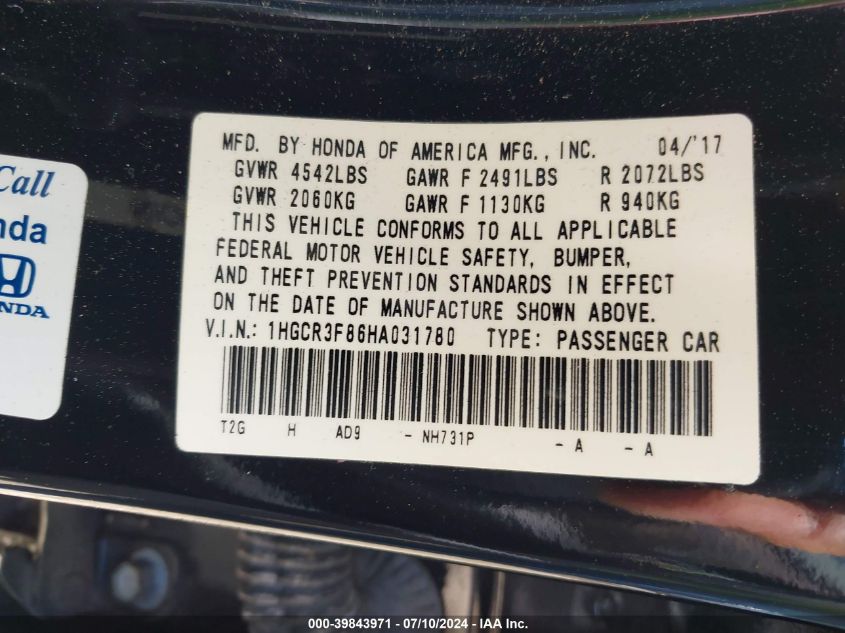 Call
nda
NDA
MFD. BY HONDA OF AMERICA MFG., INC. 04/'17
GVWR 4542LBS GAWR F 2491LBS R 2072LBS
GVWR 2060KG GAWR F 1130KG R 940KG
THIS VEHICLE CONFORMS TO ALL APPLICABLE
FEDERAL MOTOR VEHICLE SAFETY, BUMPER,
AND THEFT PREVENTION STANDARDS IN EFFECT
ON THE DATE OF MANUFACTURE SHOWN ABOVE.
V.I.N.: 1HGCR3F86HA031780 TYPE: PASSENGER CAR
T2G H AD9 - NH731P - A - A
000-39843971 / 07/10/2024 - IAA Inc.